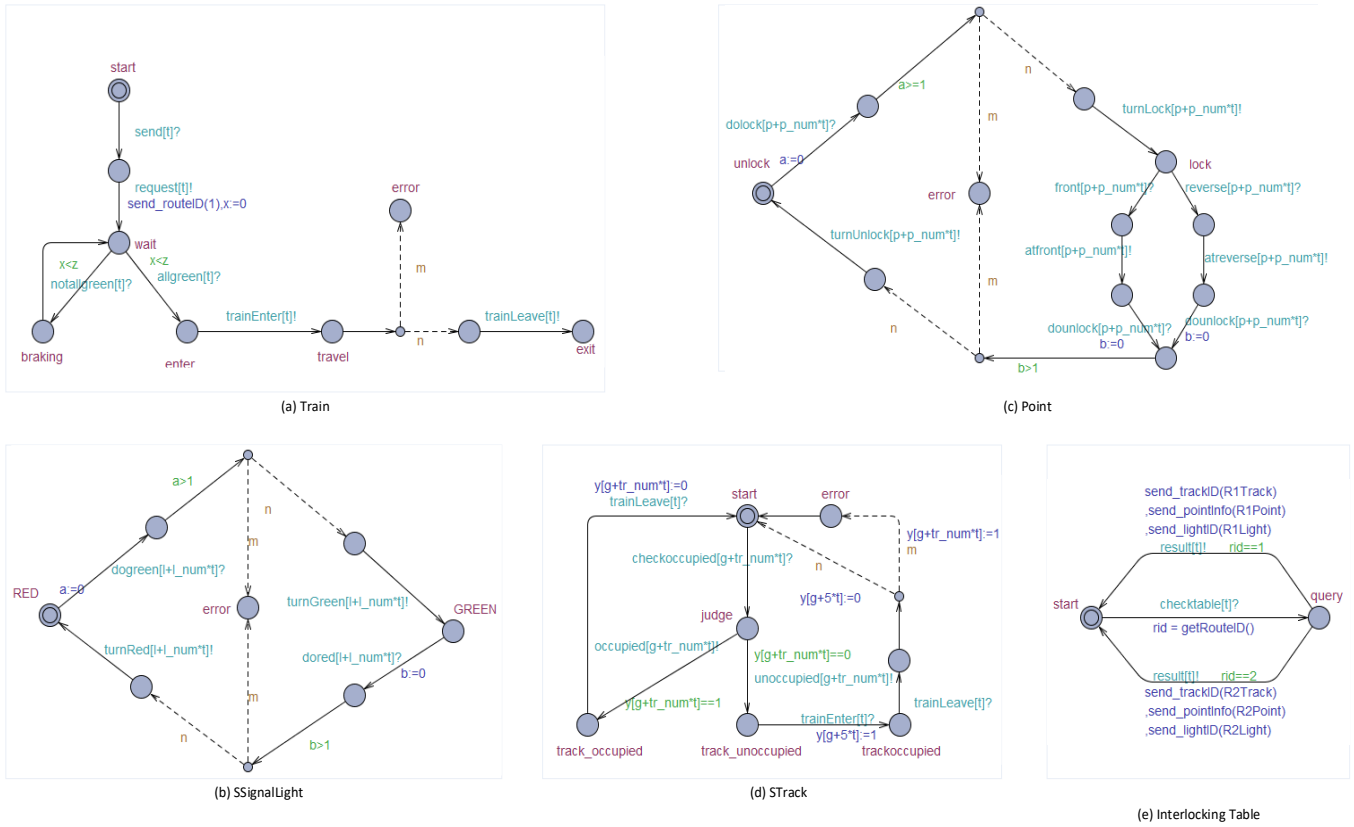 start
send[t]?
request[t]!
send_routeID(1),x:=0
wait
x<z
x<z
notallgreen[t]?
allgreen[t]?
error
m
trainEnter[t]!
trainLeave[t]!
n
braking
enter
travel
exit
(a) Train
a>=1
n
m
dolock[p+p_num*t]?
a:=0
unlock
turnLock[p+p_num*t]!
lock
front[p+p_num*t]?
reverse[p+p_num*t]?
error
turnUnlock[p+p_num*t]!
atfront[p+p_num*t]!
atreverse[p+p_num*t]!
m
n
dounlock[p+p_num*t]?
dounlock[p+p_num*t]?
b:=0
b:=0
b>1
(c) Point
a>1
n
m
dogreen[l+l_num*t]?
a:=0
RED
error
turnGreen[l+l_num*t]!
GREEN
turnRed[l+l_num*t]!
dored[l+l_num*t]?
b:=0
m
n
b>1
(b) SSignalLight
y[g+tr_num*t]:=0
trainLeave[t]?
start
error
y[g+tr_num*t]:=1
m
checkoccupied[g+tr_num*t]?
n
y[g+5*t]:=0
judge
occupied[g+tr_num*t]!
y[g+tr_num*t]==0
unoccupied[g+tr_num*t]!
y[g+tr_num*t]==1
trainLeave[t]?
trainEnter[t]?
y[g+5*t]:=1
track_occupied
track_unoccupied
trackoccupied
(d) STrack
send_trackID(R1Track)
,send_pointInfo(R1Point)
,send_lightID(R1Light)
result[t]! rid==1
start
checktable[t]?
query
rid = getRouteID()
result[t]! rid==2
send_trackID(R2Track)
,send_pointInfo(R2Point)
,send_lightID(R2Light)
(e) Interlocking Table